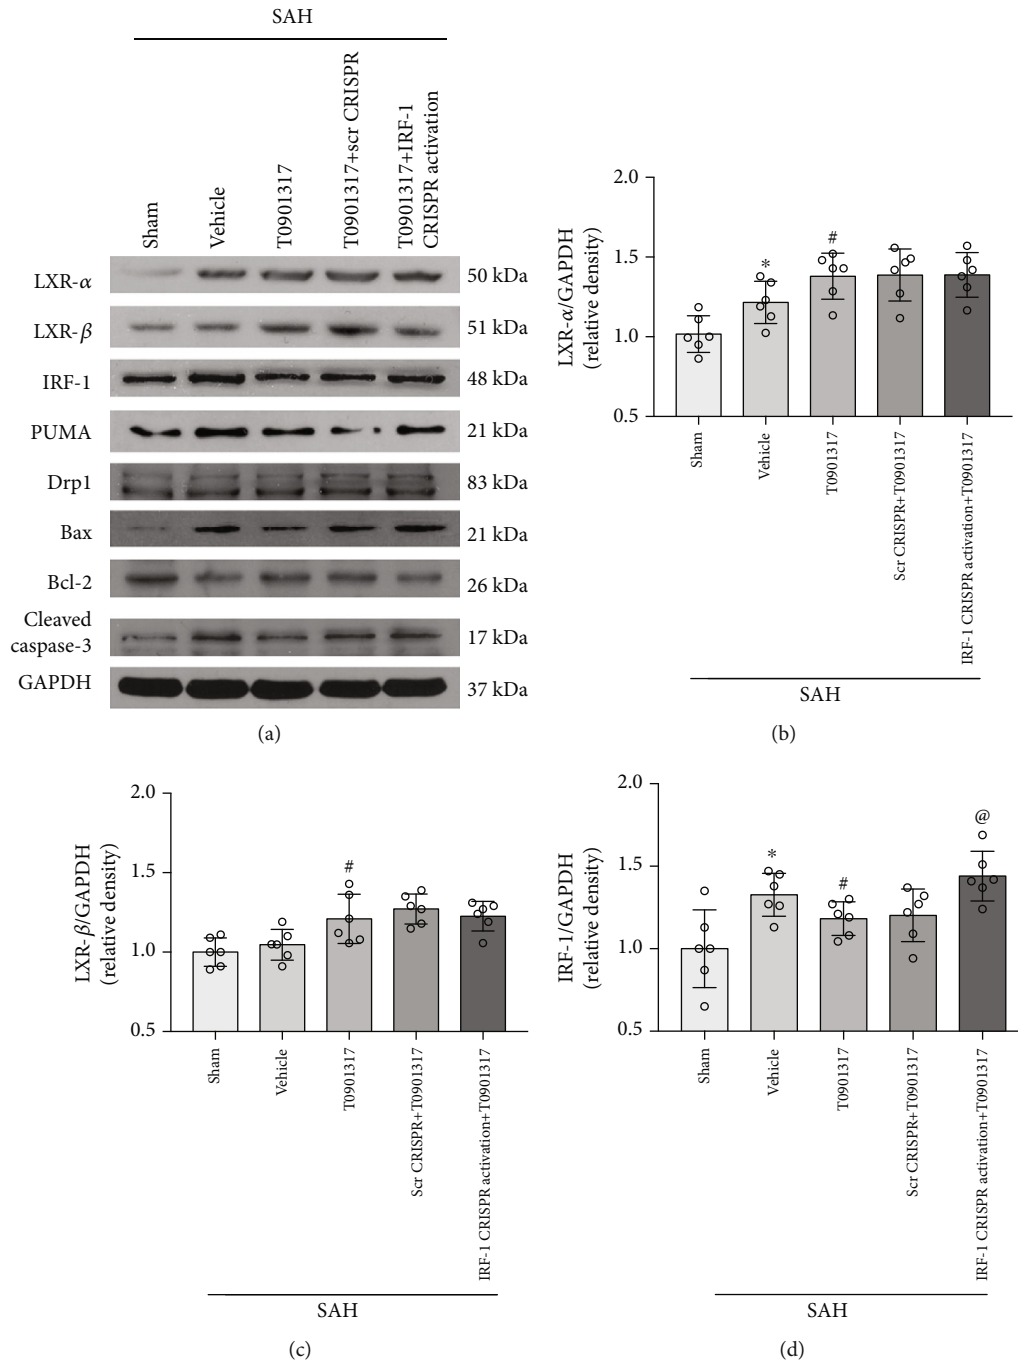 SAH
Sham
Vehicle
T0901317
T0901317+scr CRISPR
T0901317+IRF-1
CRISPR activation
LXR-α
50 kDa
LXR-β
51 kDa
IRF-1
48 kDa
PUMA
21 kDa
Drp1
83 kDa
Bax
21 kDa
Bcl-2
26 kDa
Cleaved
caspase-3
17 kDa
GAPDH
37 kDa
(a)
LXR-α/GAPDH
(relative density)
2.0
1.5
1.0
0.5
*
#
Sham
Vehicle
T0901317
Scr CRISPR+T0901317
IRF-1 CRISPR activation+T0901317
SAH
(b)
LXR-β/GAPDH
(relative density)
2.0
1.5
1.0
0.5
#
Sham
Vehicle
T0901317
Scr CRISPR+T0901317
IRF-1 CRISPR activation+T0901317
SAH
(c)
IRF-1/GAPDH
(relative density)
2.0
1.5
1.0
0.5
*
#
@
Sham
Vehicle
T0901317
Scr CRISPR+T0901317
IRF-1 CRISPR activation+T0901317
SAH
(d)